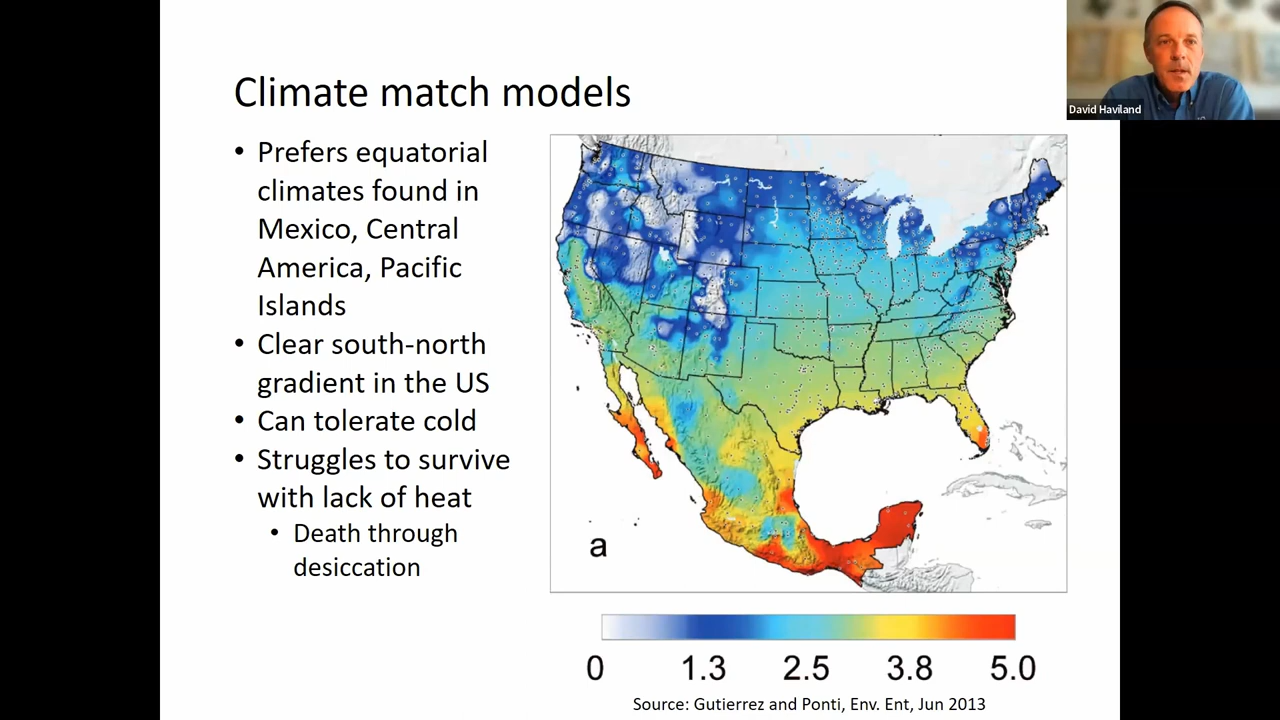 David Haviland
Climate match models
• Prefers equatorial
climates found in
Mexico, Central
America, Pacific
Islands
• Clear south-north
gradient in the US
• Can tolerate cold
• Struggles to survive
with lack of heat
• Death through
desiccation
a
0 1.3 2.5 3.8 5.0
Source: Gutierrez and Ponti, Env. Ent, Jun 2013